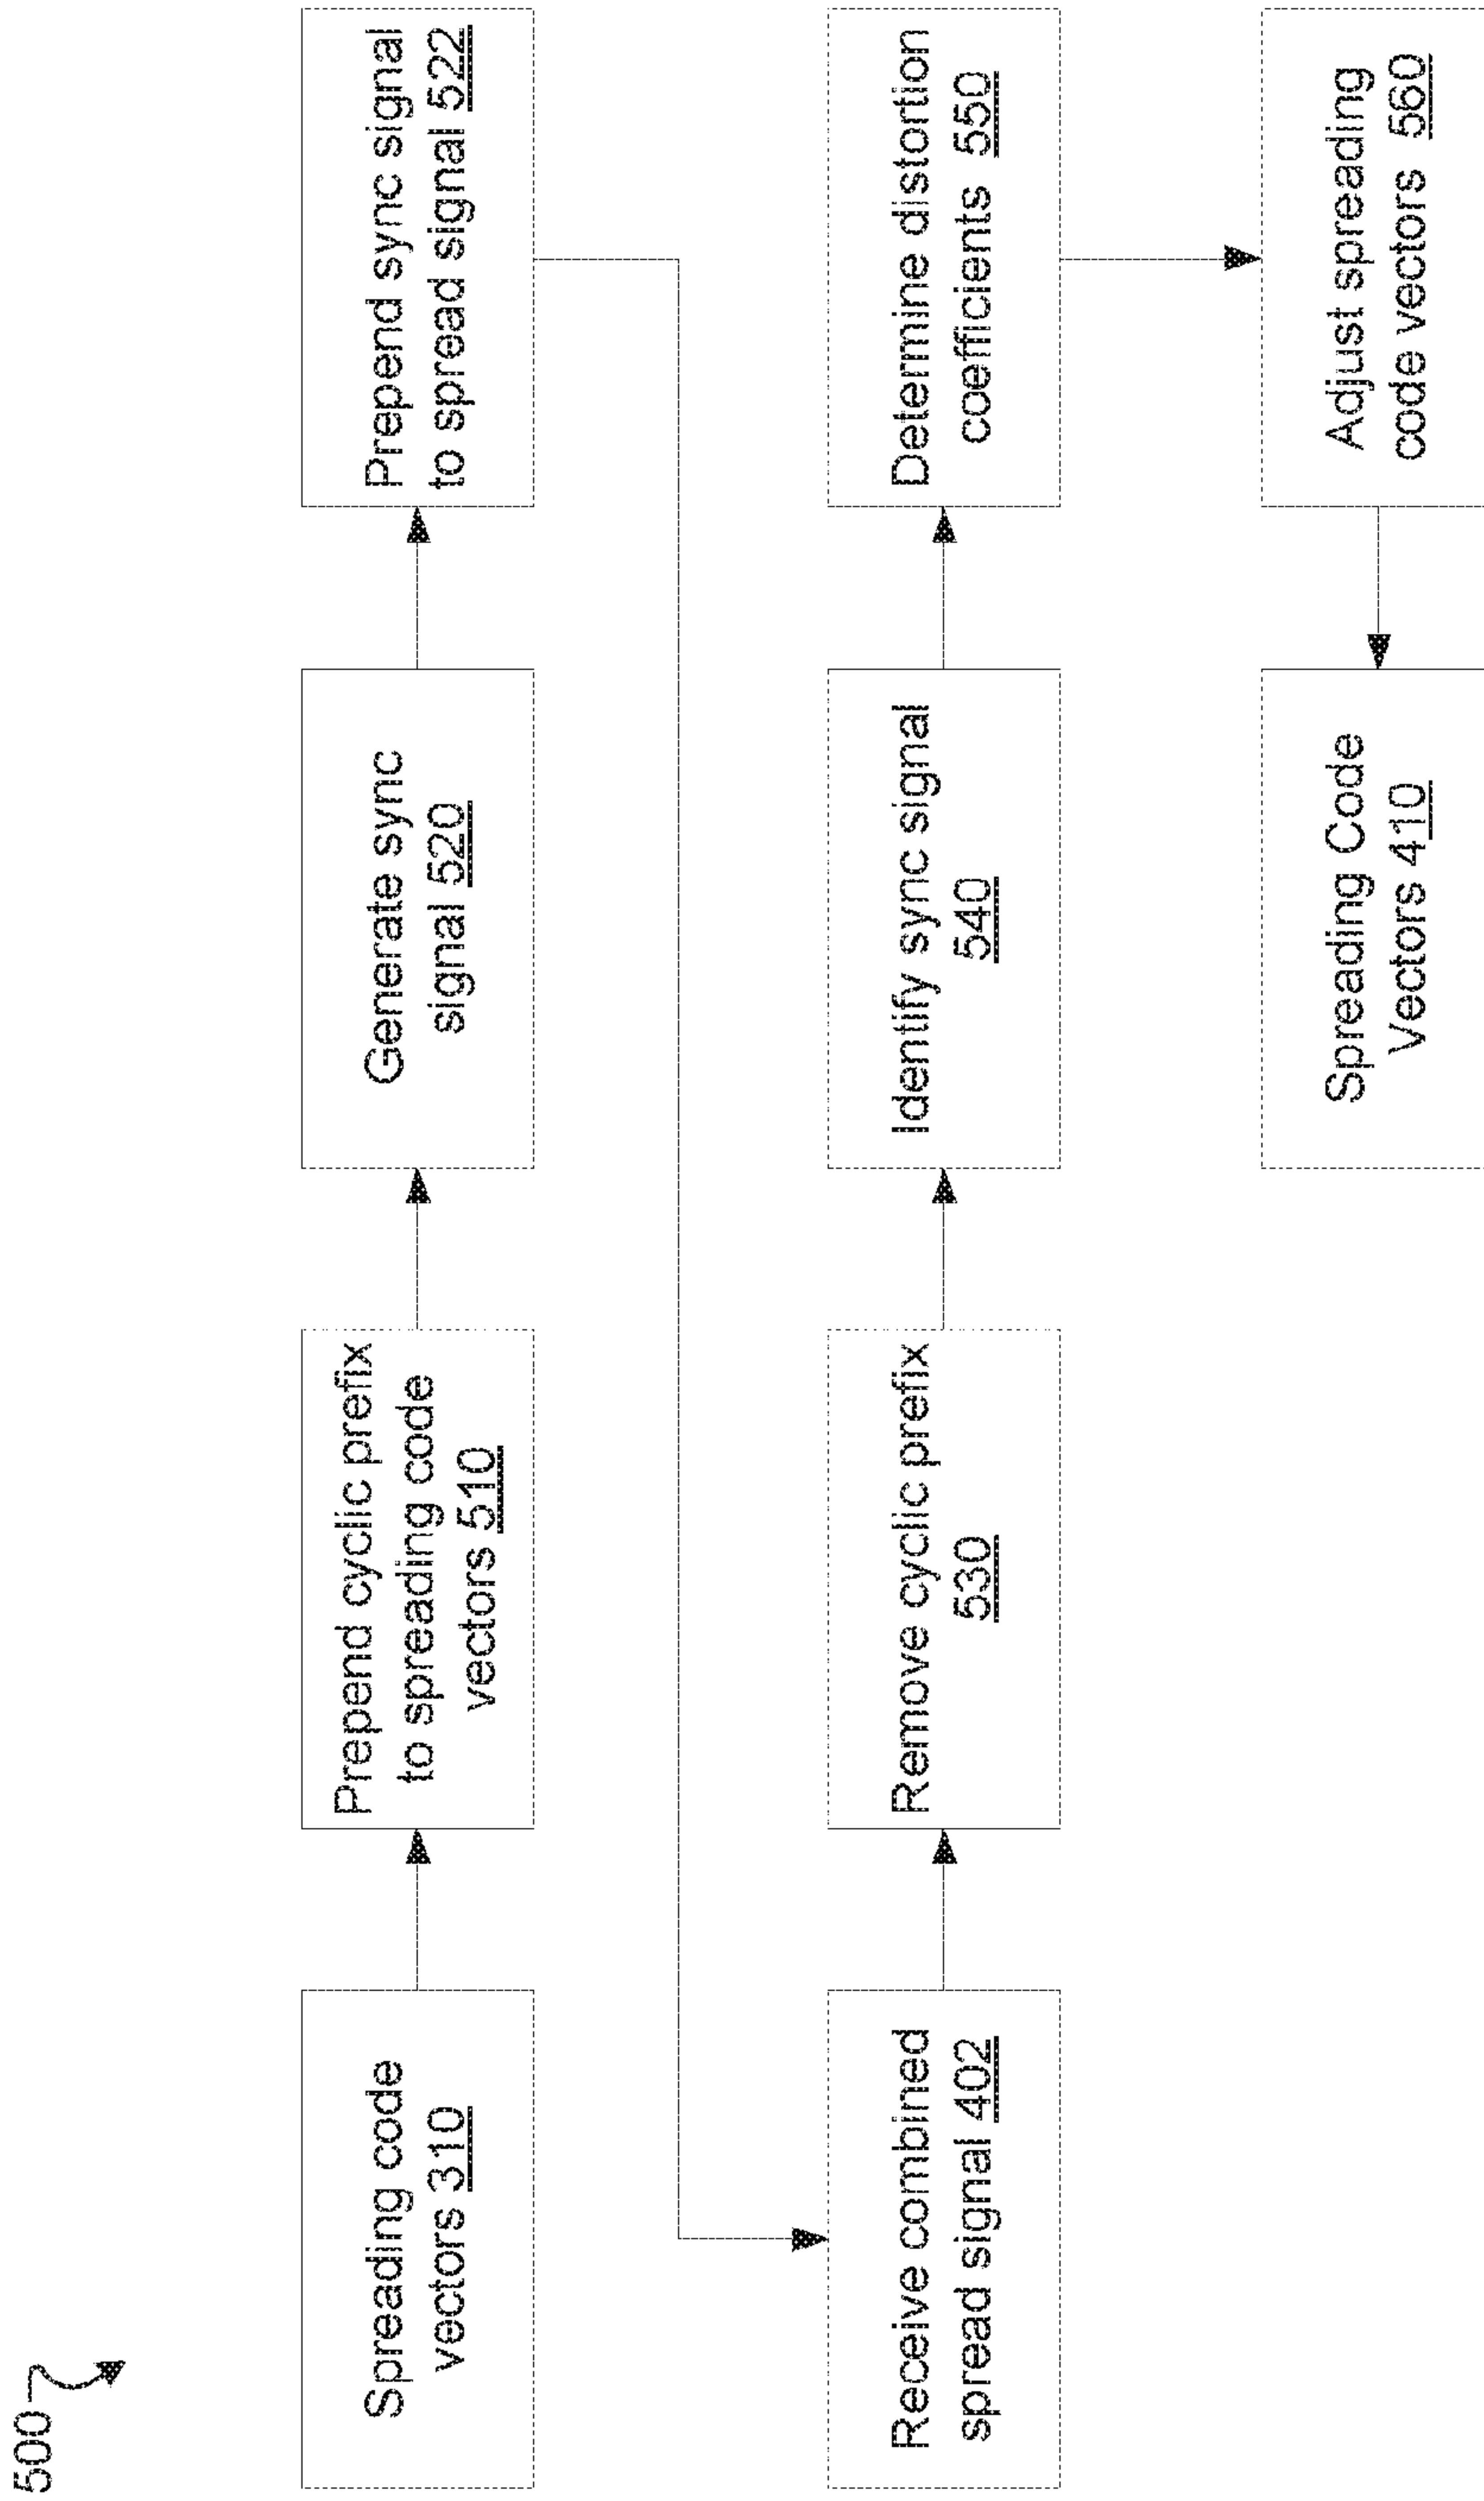 500
Spreading code
vectors 310
Prepend cyclic prefix
to spreading code
vectors 510
Generate sync
signal 520
Prepend sync signal
to spread signal 522
Receive combined
spread signal 402
Remove cyclic prefix
530
Identify sync signal
540
Determine distortion
coefficients 550
Adjust spreading
code vectors 560
Spreading Code
Vectors 410